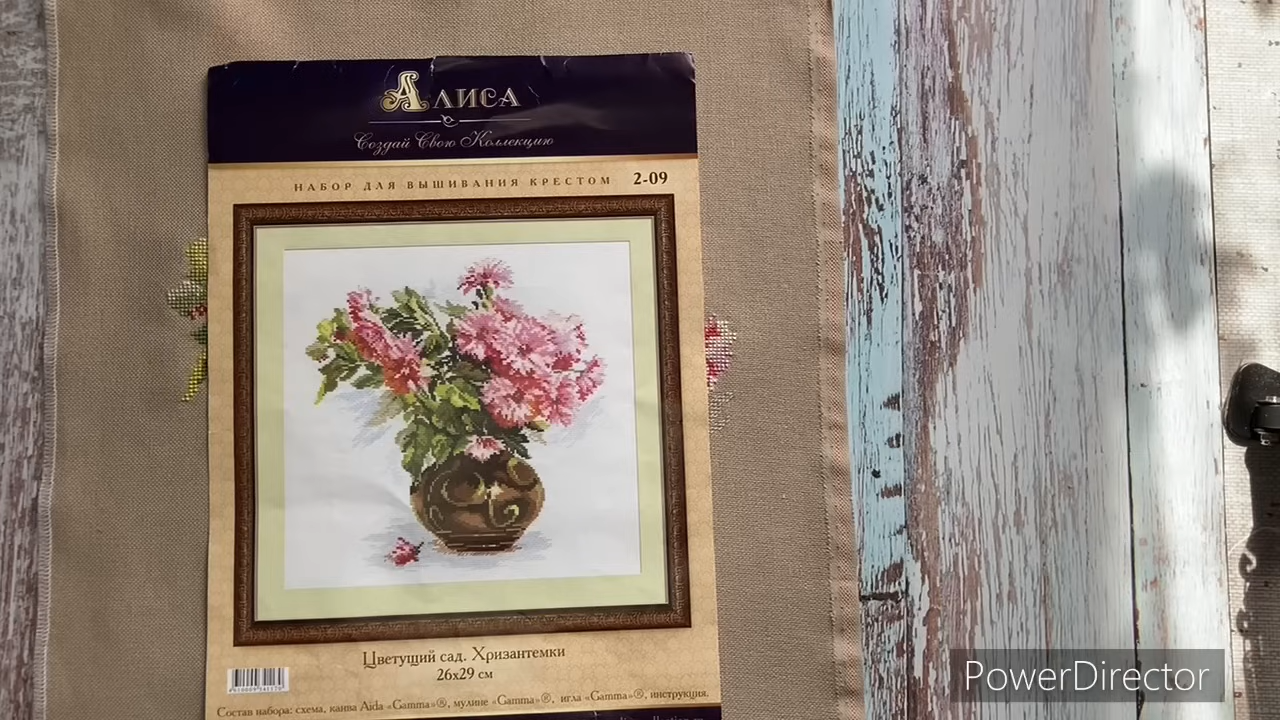 Алиса
Создай Свою Коллекцию
НАБОР ДЛЯ ВЫШИВАНИЯ КРЕСТОМ 2-09
Цветущий сад. Хризантемки
26х29 см
Состав набора: схема, канва Aida «Gamma»®, мулине «Gamma»®, игла «Gamma»®, инструкция.
PowerDirector